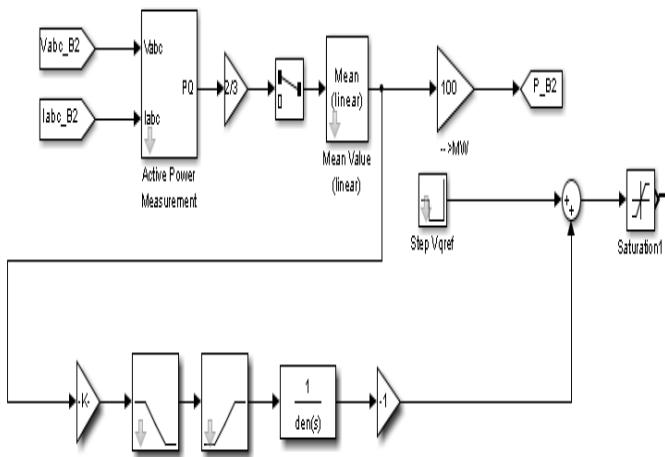 Vabc_B2
Vabc
PQ
Iabc_B2
Iabc
Active Power
Measurement
2/3
Mean
(linear)
Mean Value
(linear)
100
-->MW
P_B2
Step Vqref
+
+
Saturation1
-K-
1
den(s)
-1